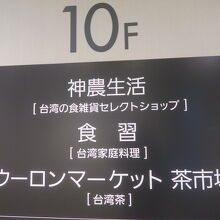 10F
神農生活
[台湾の食雑貨セレクトショップ]
食 習
[台湾家庭料理]
ウーロンマーケット 茶市場
[台湾茶]